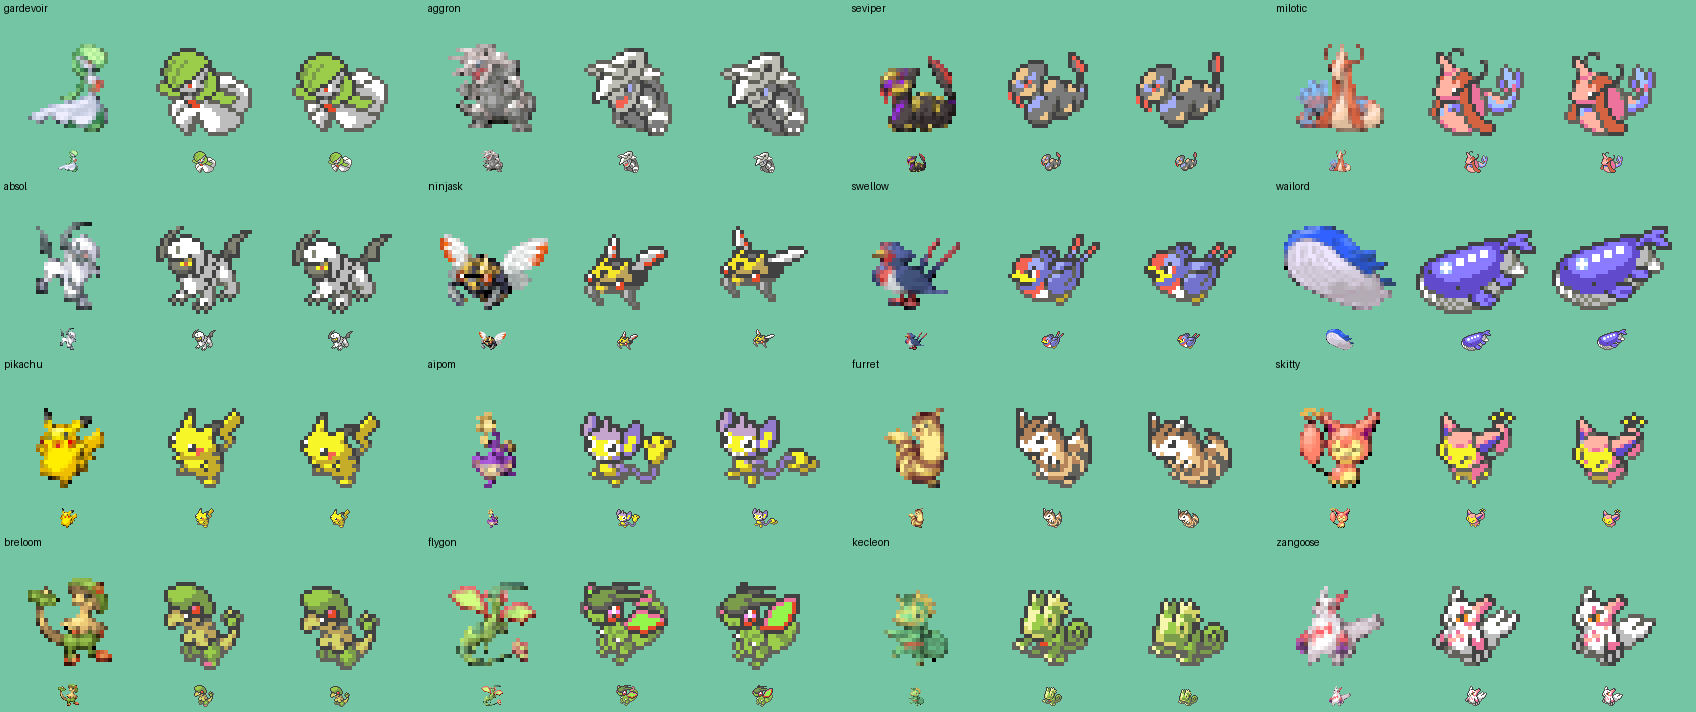 gardevoir
aggron
seviper
milotic
absol
ninjask
swellow
wailord
pikachu
aipom
furret
skitty
breloom
flygon
kecleon
zangoose